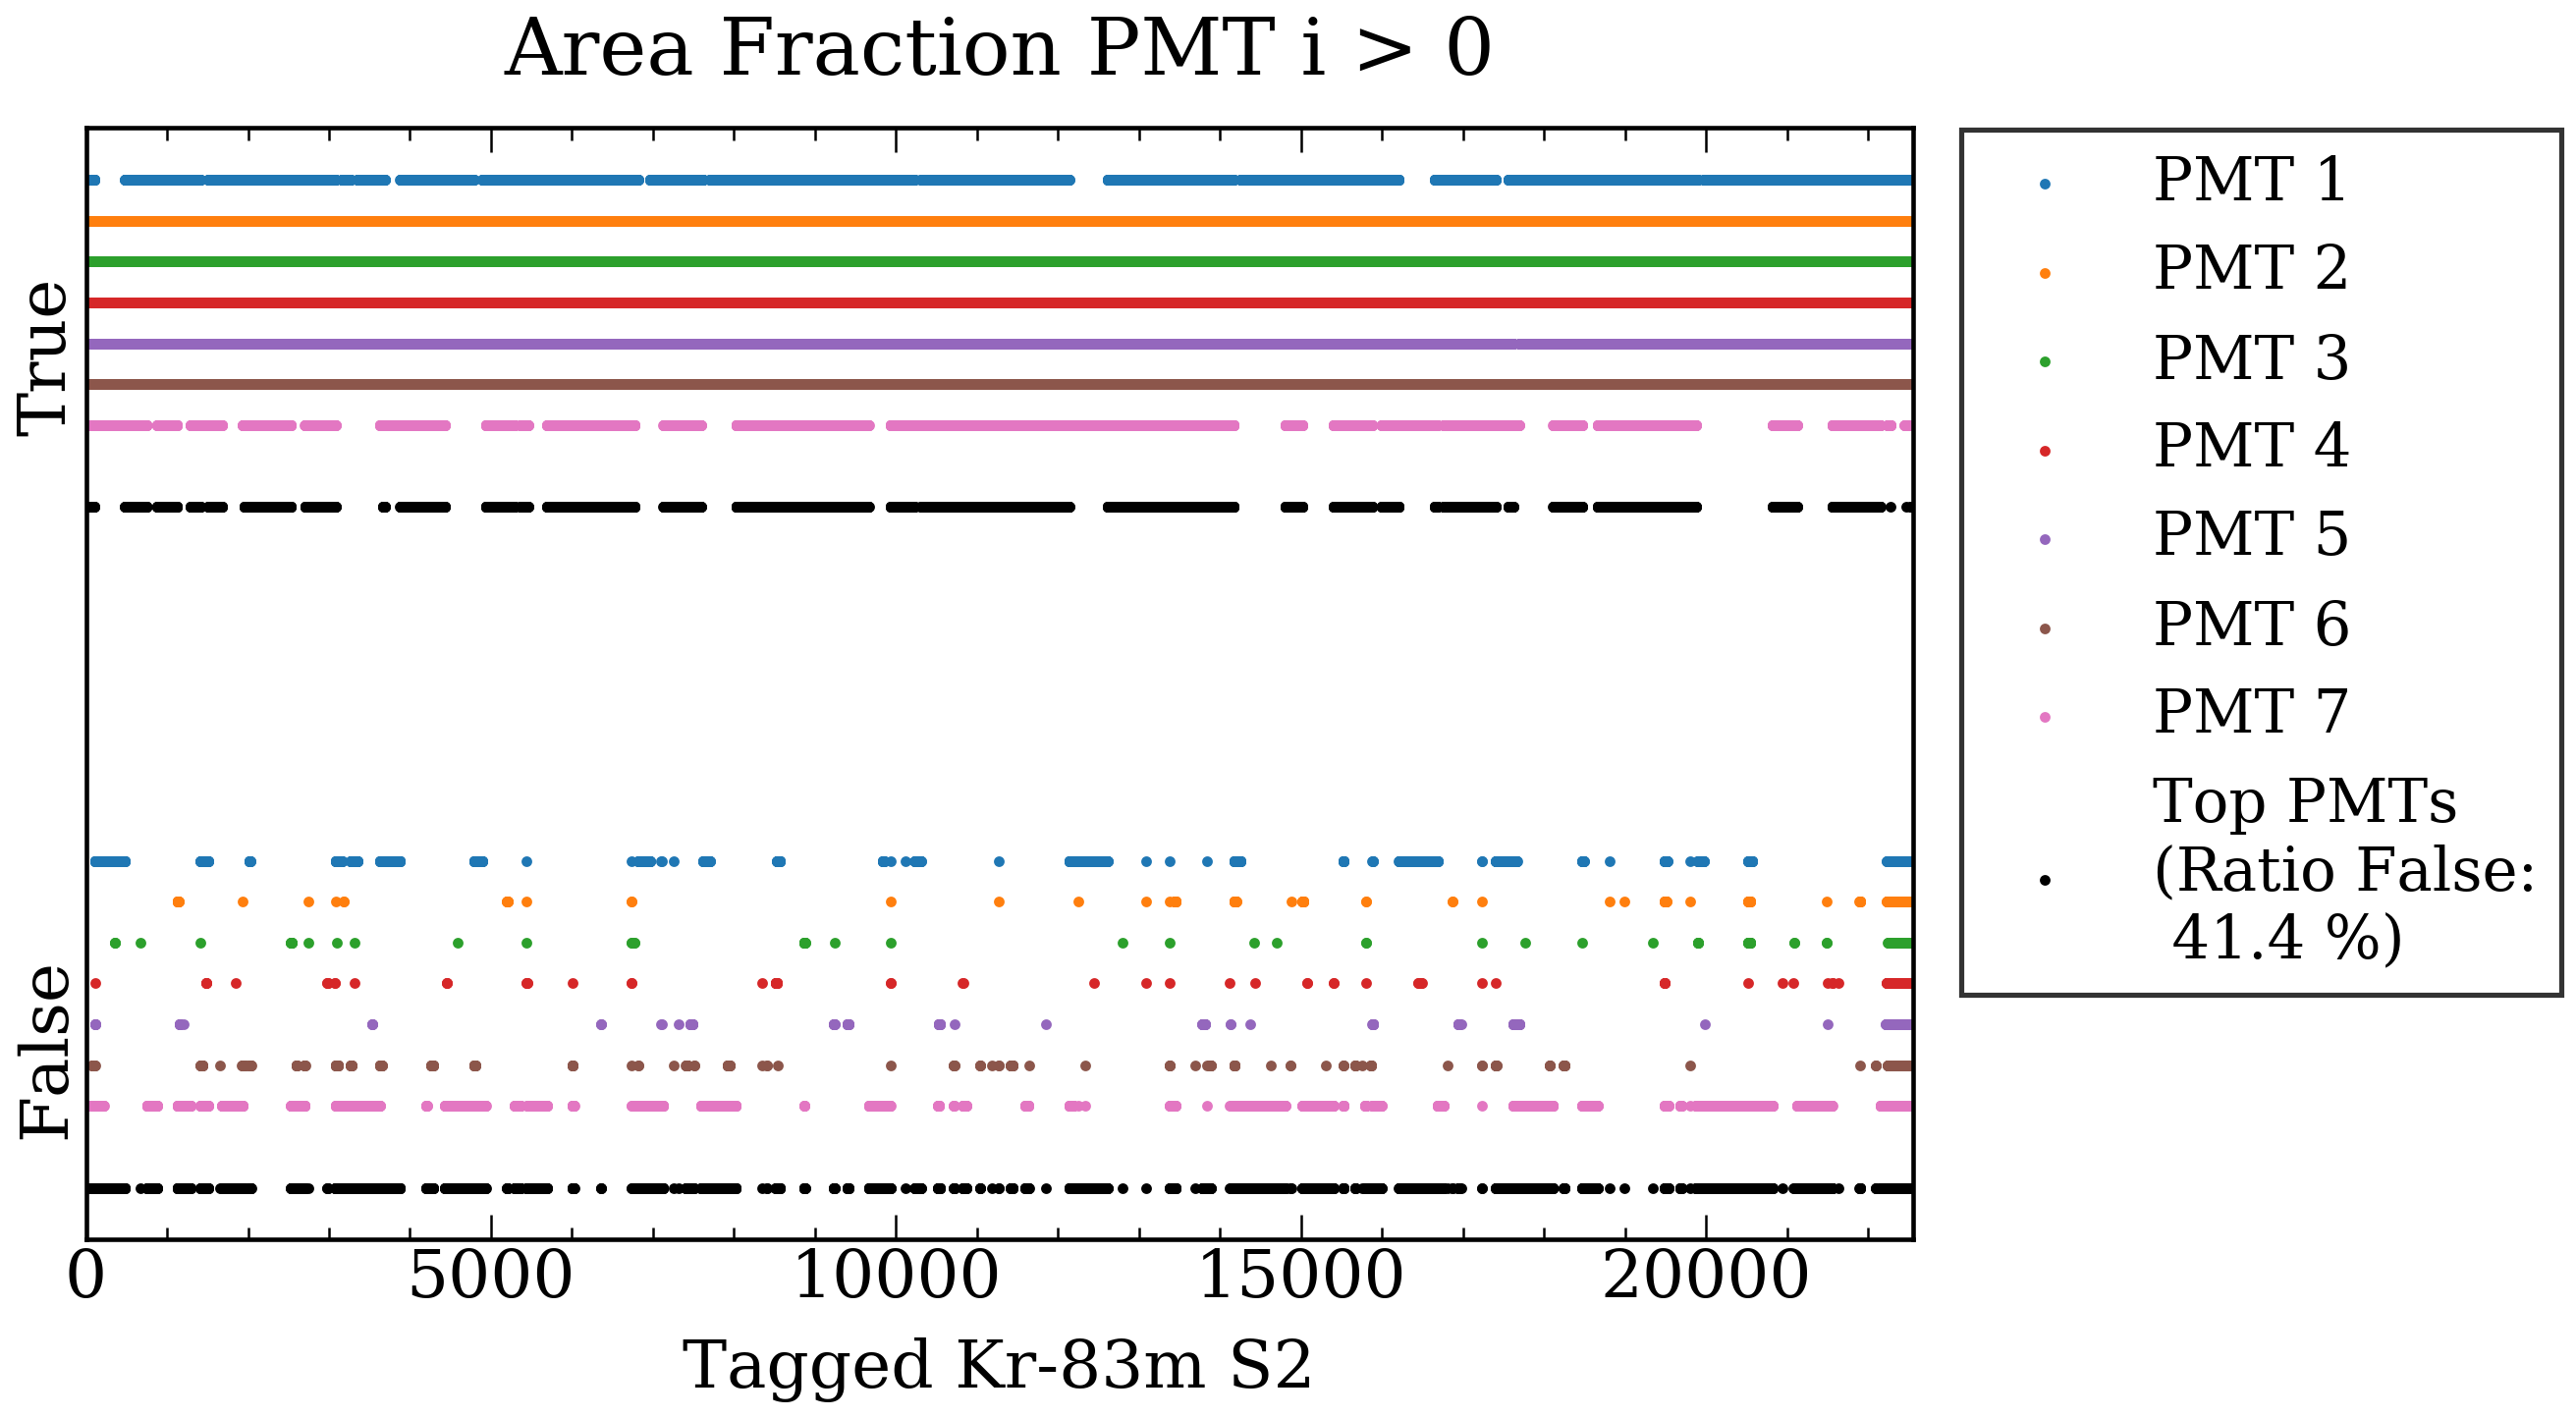 Area Fraction PMT i > 0
True
False
0 5000 10000 15000 20000
Tagged Kr-83m S2
PMT 1
PMT 2
PMT 3
PMT 4
PMT 5
PMT 6
PMT 7
Top PMTs
(Ratio False:
41.4 %)